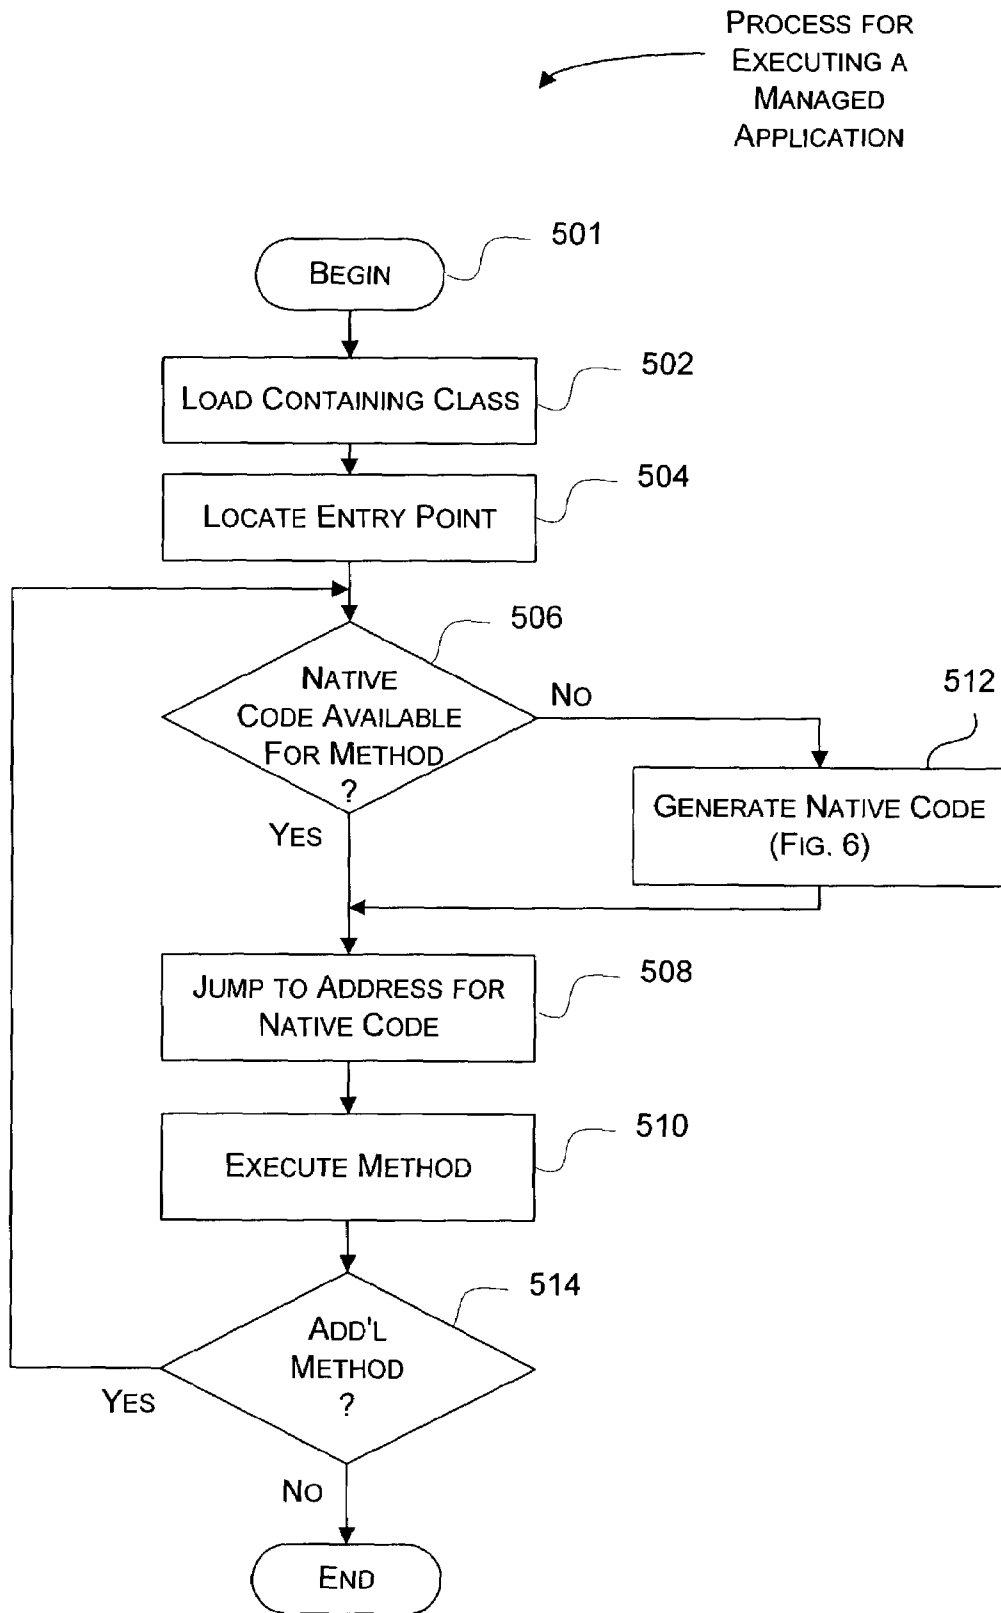 PROCESS FOR
EXECUTING A
MANAGED
APPLICATION
501
BEGIN
502
LOAD CONTAINING CLASS
504
LOCATE ENTRY POINT
506
NATIVE
CODE AVAILABLE
FOR METHOD
?
NO
YES
512
GENERATE NATIVE CODE
(FIG. 6)
508
JUMP TO ADDRESS FOR
NATIVE CODE
510
EXECUTE METHOD
514
ADD'L
METHOD
?
YES
NO
END